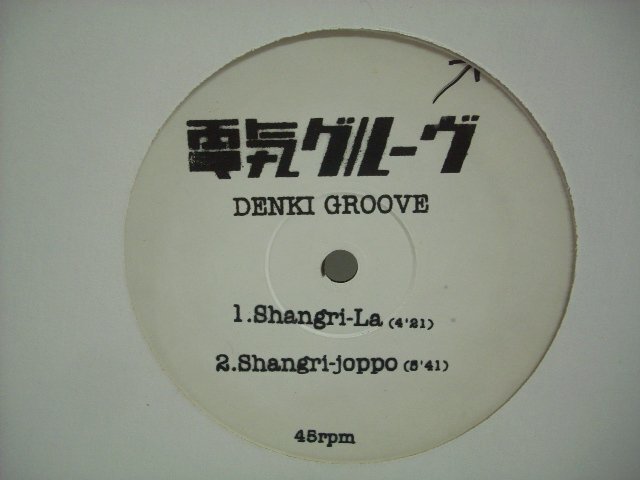 電気グルーヴ
DENKI GROOVE
1.Shangri-La (4'21)
2.Shangri-joppo (5'41)
45rpm